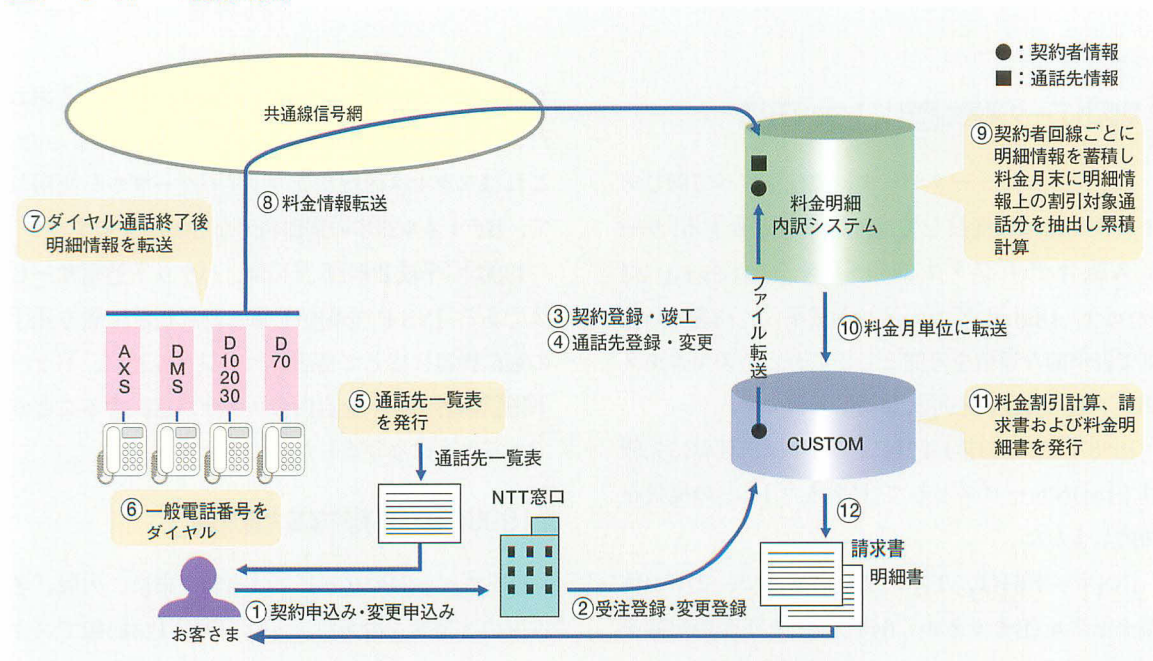 ●：契約者情報
■：通話先情報
共通線信号網
⑧料金情報転送
⑦ダイヤル通話終了後
明細情報を転送
料金明細
内訳システム
⑨契約者回線ごとに
明細情報を蓄積し
料金月末に明細情
報上の割引対象通
話分を抽出し累積
計算
③契約登録・竣工
④通話先登録・変更
ファイル転送
⑩料金月単位に転送
AXS
DMS
D10 20 30
D70
⑤通話先一覧表
を発行
通話先一覧表
CUSTOM
⑪料金割引計算、請
求書および料金明
細書を発行
⑥一般電話番号を
ダイヤル
NTT窓口
⑫
請求書
明細書
①契約申込み・変更申込み
②受注登録・変更登録
お客さま